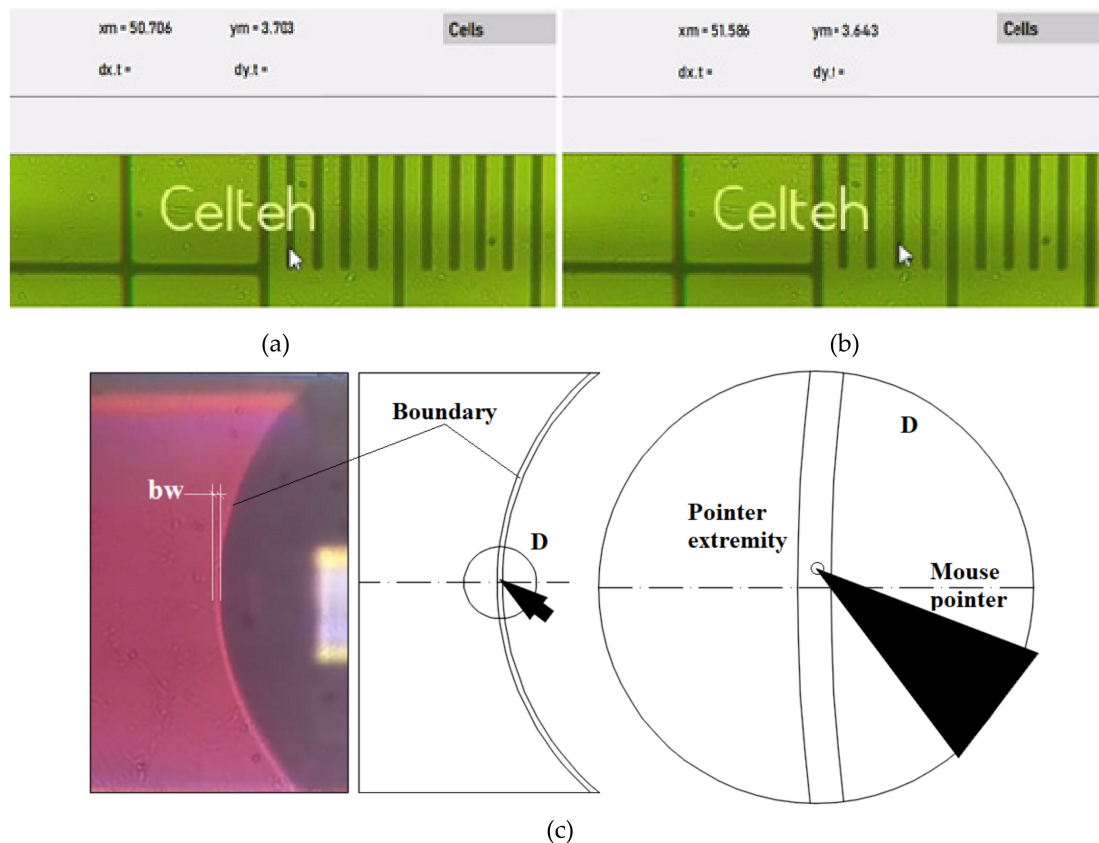 xm = 50.706 ym = 3.703 Cells
dx.t = dy.t =
Celteh
xm = 51.586 ym = 3.643 Cells
dx.t = dy.t =
Celteh
(a)
(b)
Boundary
bw
D
D
Pointer
extremity
Mouse
pointer
(c)